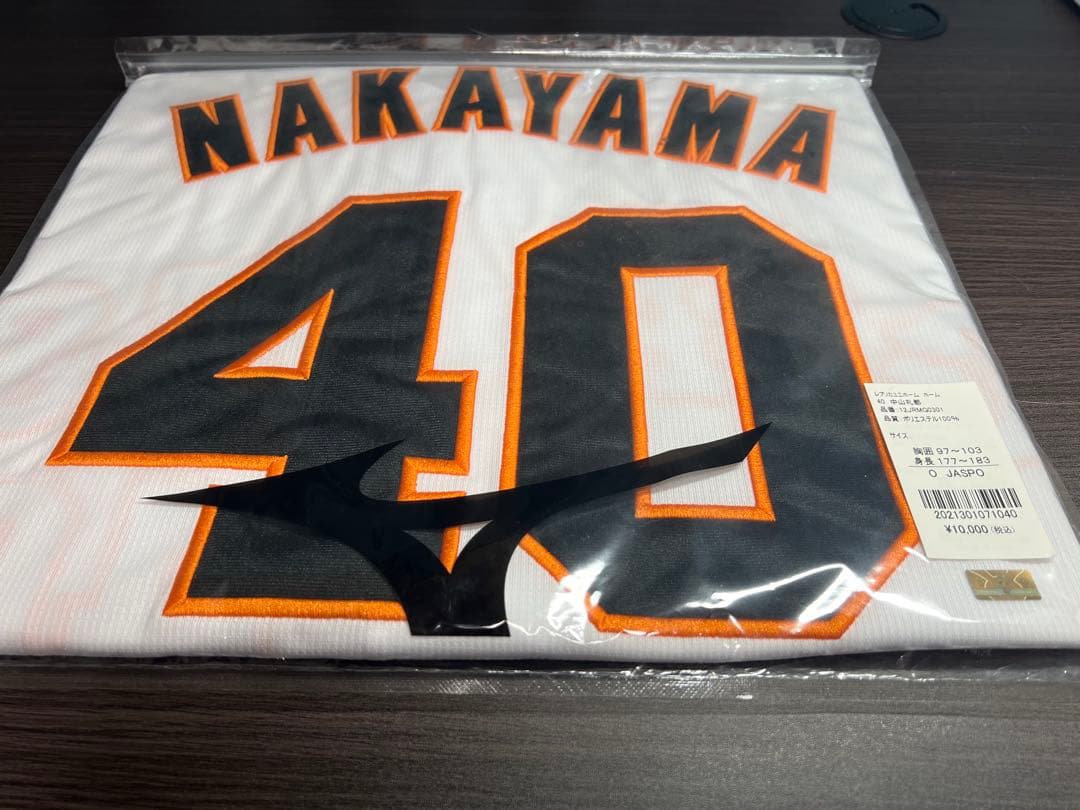 NAKAYAMA
40
レプリカユニホーム ホーム
40 中山礼都
品番:12JRMQ0301
品質:ポリエステル100%
サイズ
胸囲 97~103
身長 177~183
O JASPO
2021301071040
¥10,000(税込)